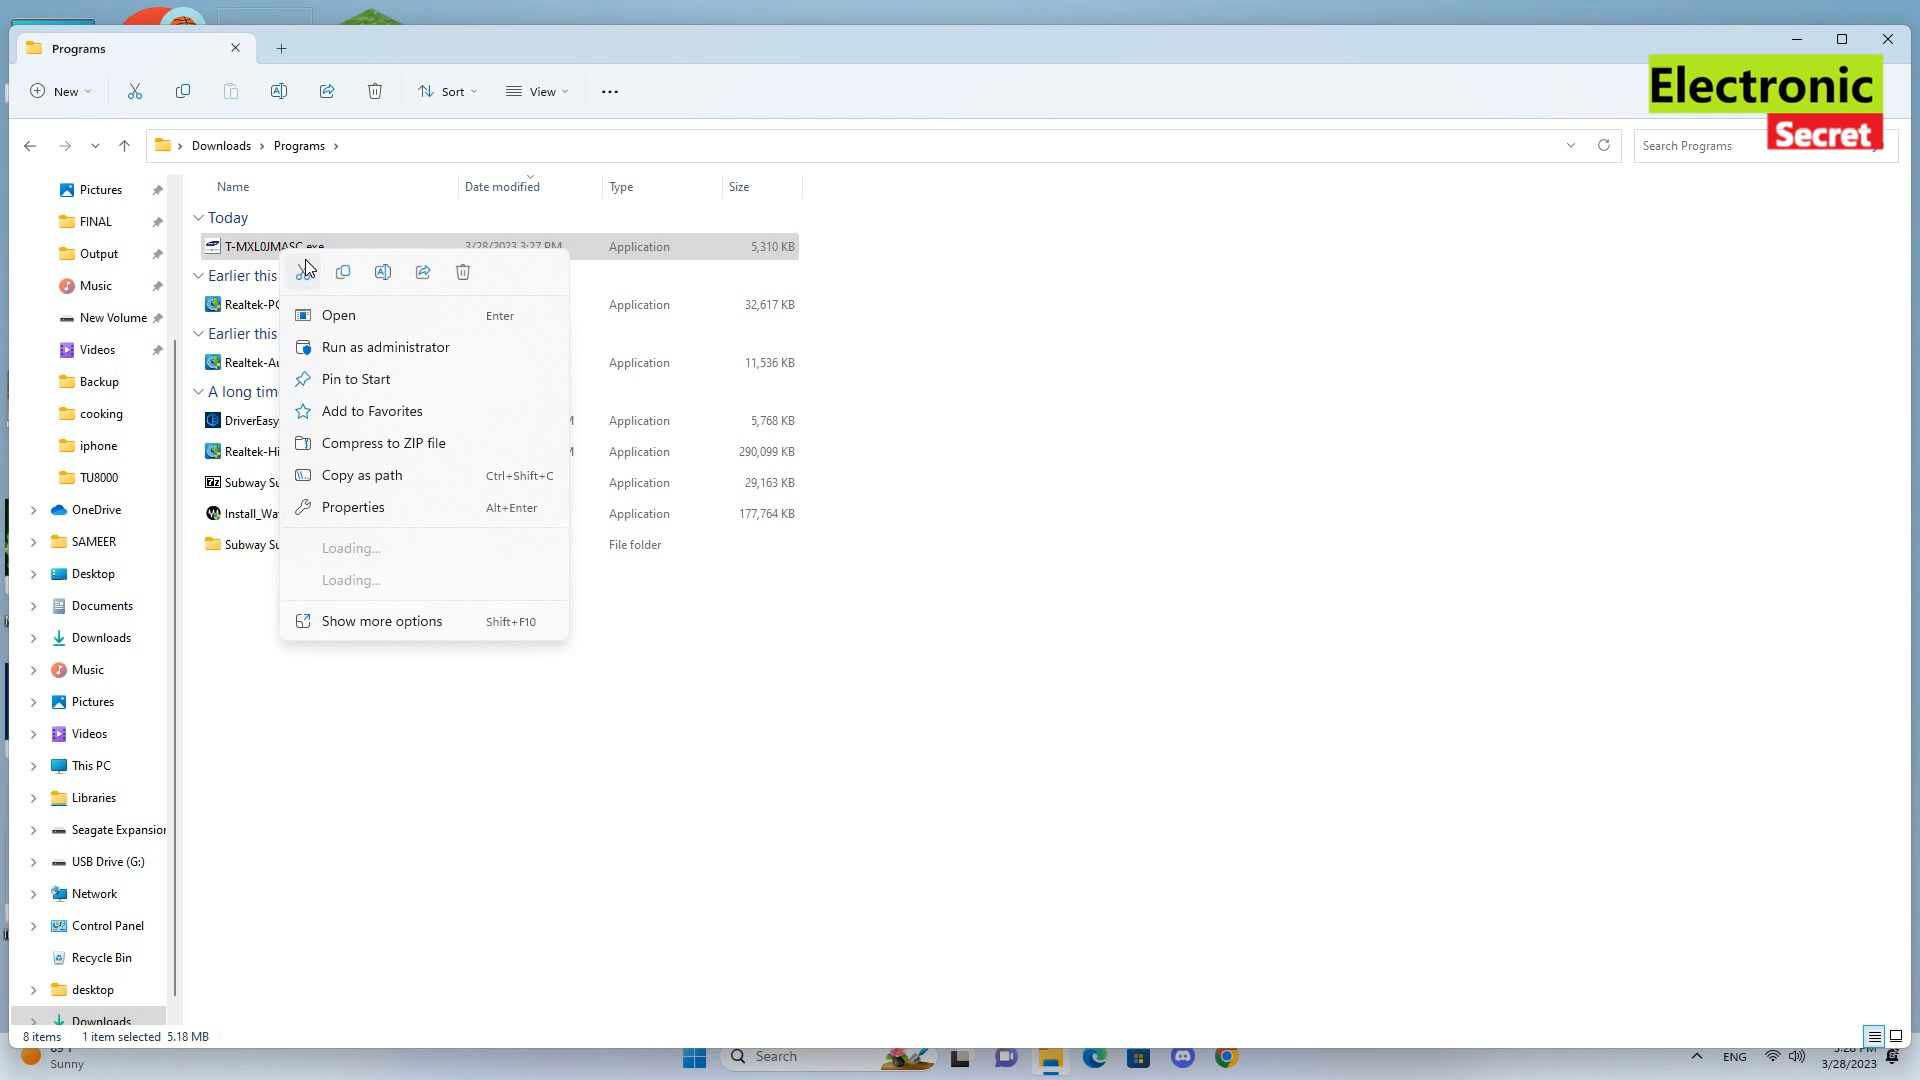 Programs
Electronic
Secret
New
Sort
View
Downloads
Programs
Search Programs
Name
Date modified
Type
Size
Pictures
FINAL
Output
Music
New Volume
Videos
Backup
cooking
iphone
TU8000
OneDrive
SAMEER
Desktop
Documents
Downloads
Music
Pictures
Videos
This PC
Libraries
Seagate Expansion
USB Drive (G:)
Network
Control Panel
Recycle Bin
desktop
Downloads
Today
T-MXL0JMASC.exe 3/28/2023 3:27 PM Application 5,310 KB
Earlier this
Realtek-PC Application 32,617 KB
Earlier this
Realtek-Au Application 11,536 KB
A long tim
DriverEasy Application 5,768 KB
Realtek-Hi Application 290,099 KB
Subway Su Application 29,163 KB
Install_Wa Application 177,764 KB
Subway Su File folder
Open Enter
Run as administrator
Pin to Start
Add to Favorites
Compress to ZIP file
Copy as path Ctrl+Shift+C
Properties Alt+Enter
Loading...
Loading...
Show more options Shift+F10
8 items 1 item selected 5.18 MB
Sunny
Search
ENG
3:28 PM
3/28/2023